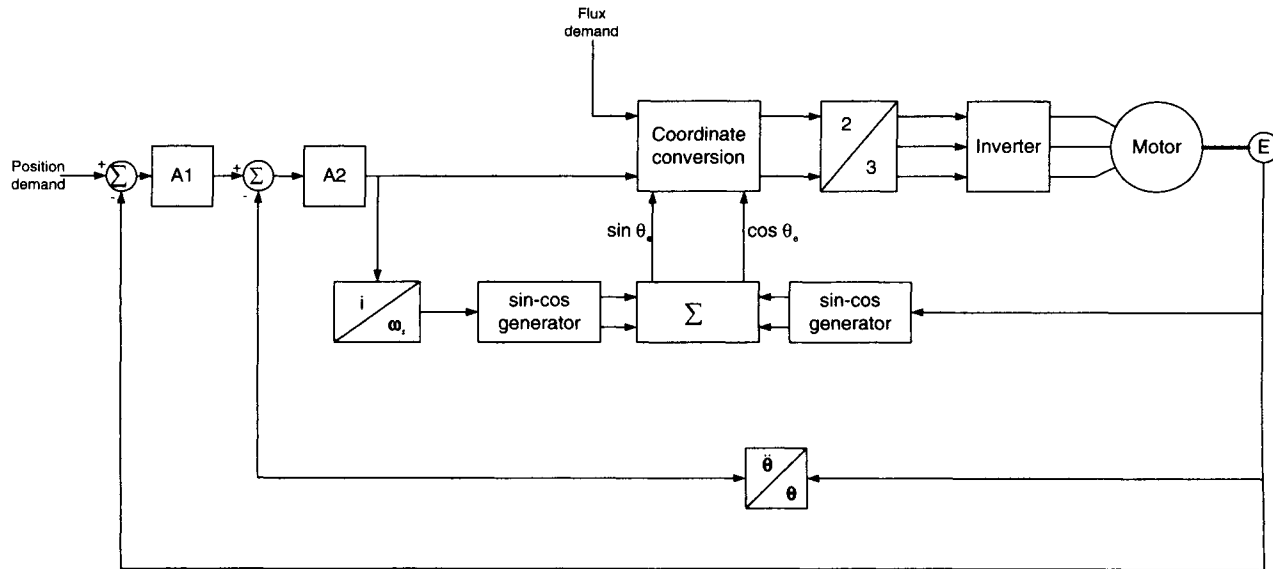 Flux
demand
Position
demand
+
Σ
-
A1
+
Σ
-
A2
Coordinate
conversion
2
3
Inverter
Motor
E
sin θe
cos θe
i
ωs
sin-cos
generator
Σ
sin-cos
generator
θ̈
θ